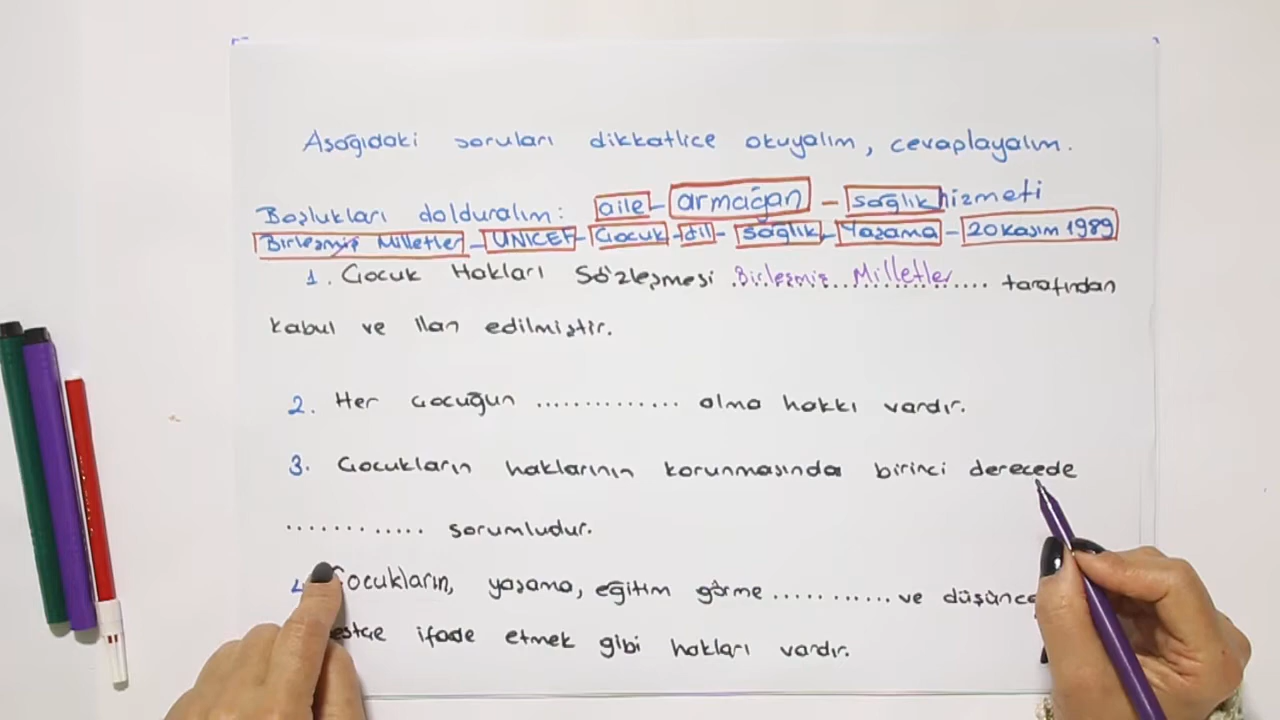 Aşağıdaki soruları dikkatlice okuyalım, cevaplayalım.
Boşlukları dolduralım: aile - armağan - sağlık hizmeti
Birleşmiş Milletler - UNICEF - Çocuk - dil - sağlık - Yaşama - 20 Kasım 1989
1. Çocuk Hakları Sözleşmesi Birleşmiş Milletler ........ tarafından
kabul ve ilan edilmiştir.
2. Her çocuğun .............. olma hakkı vardır.
3. Çocukların haklarının korunmasında birinci derecede
............ sorumludur.
Çocukların, yaşama, eğitim görme ........... ve
ifade etmek gibi hakları vardır.